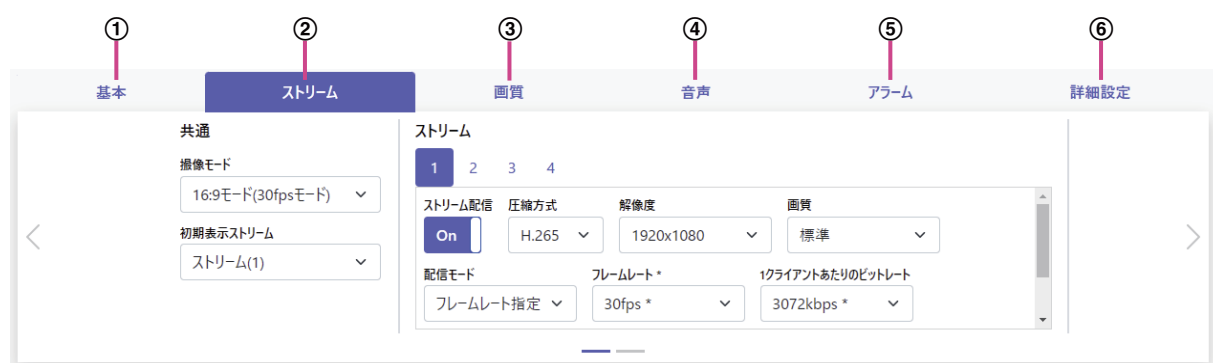 ① ② ③ ④ ⑤ ⑥
基本 ストリーム 画質 音声 アラーム 詳細設定
共通
撮像モード
16:9モード(30fpsモード)
初期表示ストリーム
ストリーム(1)
ストリーム
1 2 3 4
ストリーム配信 圧縮方式 解像度 画質
On H.265 1920x1080 標準
配信モード フレームレート * 1クライアントあたりのビットレート
フレームレート指定 30fps * 3072kbps *